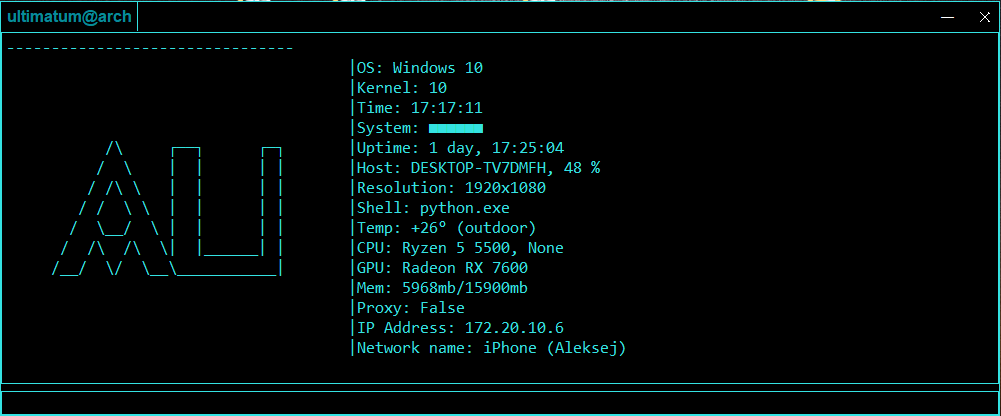 ultimatum@arch
--------------------------------
|OS: Windows 10
|Kernel: 10
|Time: 17:17:11
|System: ■■■■■■
|Uptime: 1 day, 17:25:04
|Host: DESKTOP-TV7DMFH, 48 %
|Resolution: 1920x1080
|Shell: python.exe
|Temp: +26° (outdoor)
|CPU: Ryzen 5 5500, None
|GPU: Radeon RX 7600
|Mem: 5968mb/15900mb
|Proxy: False
|IP Address: 172.20.10.6
|Network name: iPhone (Aleksej)